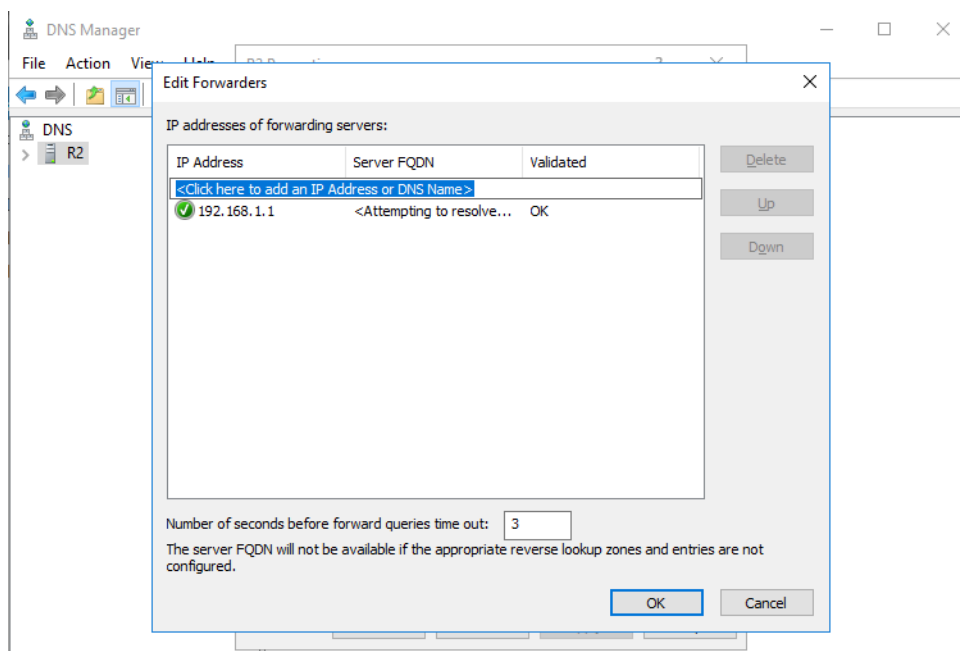 DNS Manager
File Action View Help
Edit Forwarders
IP addresses of forwarding servers:
DNS
R2
IP Address Server FQDN Validated
<Click here to add an IP Address or DNS Name>
192.168.1.1 <Attempting to resolve... OK
Delete
Up
Down
Number of seconds before forward queries time out: 3
The server FQDN will not be available if the appropriate reverse lookup zones and entries are not
configured.
OK Cancel